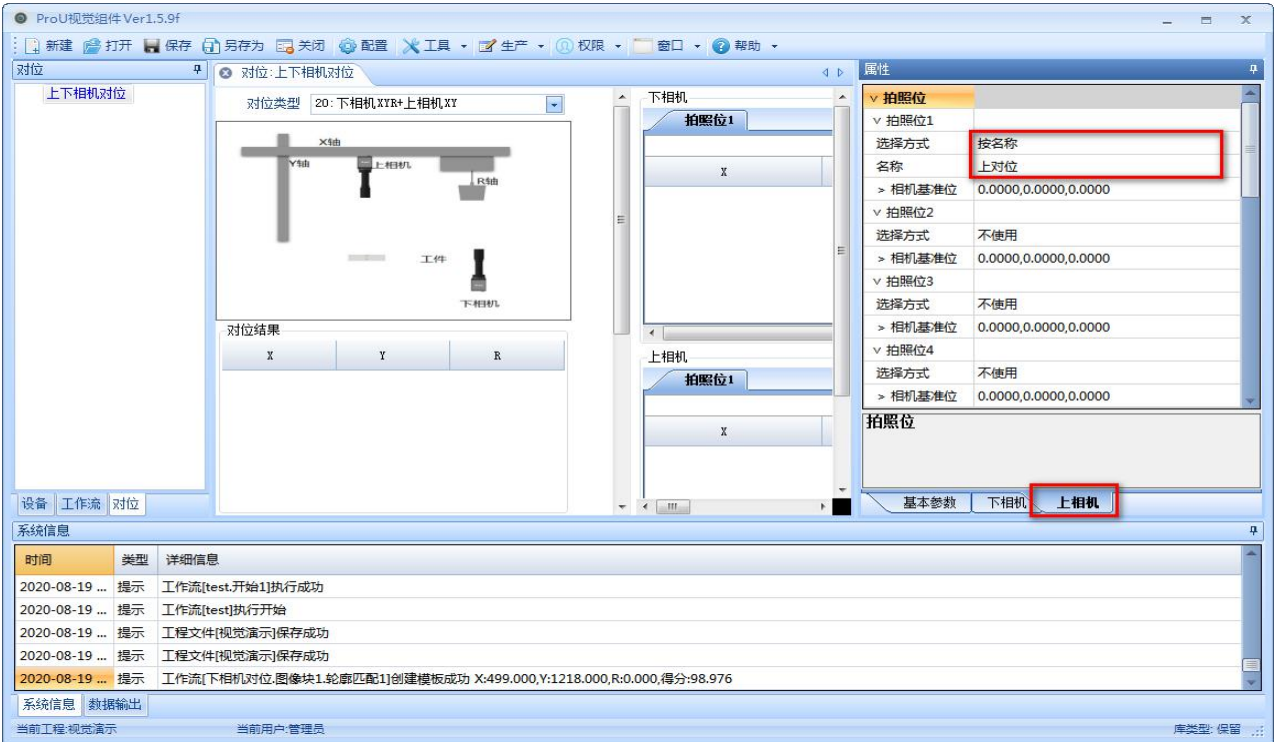 ProU视觉组件 Ver1.5.9f
新建 打开 保存 另存为 关闭 配置 工具 生产 权限 窗口 帮助
对位
上下相机对位
设备 工作流 对位
对位:上下相机对位
对位类型 20:下相机XYR+上相机XY
X轴
Y轴
上相机
R轴
工件
下相机
对位结果
X Y R
下相机
拍照位1
X
上相机
拍照位1
X
属性
拍照位
拍照位1
选择方式 按名称
名称 上对位
> 相机基准位 0.0000,0.0000,0.0000
拍照位2
选择方式 不使用
> 相机基准位 0.0000,0.0000,0.0000
拍照位3
选择方式 不使用
> 相机基准位 0.0000,0.0000,0.0000
拍照位4
选择方式 不使用
> 相机基准位 0.0000,0.0000,0.0000
拍照位
基本参数 下相机 上相机
系统信息
时间 类型 详细信息
2020-08-19 ... 提示 工作流[test.开始1]执行成功
2020-08-19 ... 提示 工作流[test]执行开始
2020-08-19 ... 提示 工程文件[视觉演示]保存成功
2020-08-19 ... 提示 工程文件[视觉演示]保存成功
2020-08-19 ... 提示 工作流[下相机对位.图像块1.轮廓匹配1]创建模板成功 X:499.000,Y:1218.000,R:0.000,得分:98.976
系统信息 数据输出
当前工程:视觉演示 当前用户:管理员 库类型: 保留